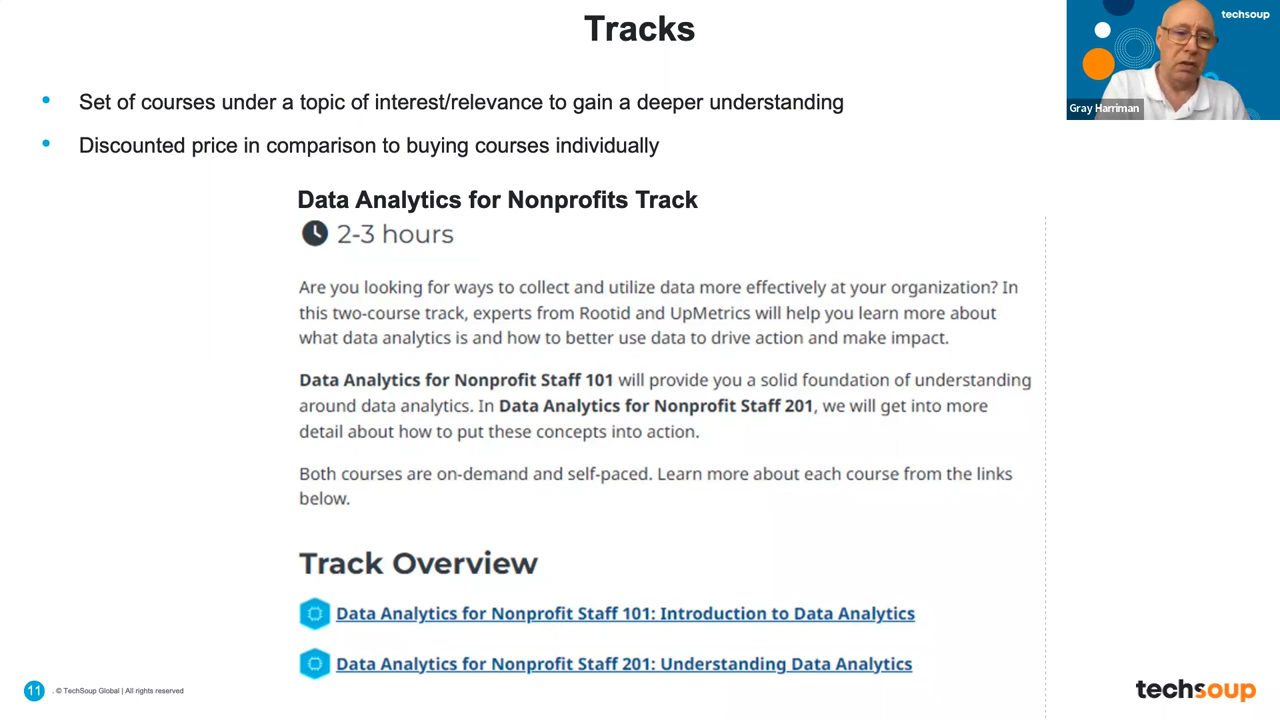 Tracks
techsoup
Gray Harriman
• Set of courses under a topic of interest/relevance to gain a deeper understanding
• Discounted price in comparison to buying courses individually
Data Analytics for Nonprofits Track
2-3 hours
Are you looking for ways to collect and utilize data more effectively at your organization? In
this two-course track, experts from Rootid and UpMetrics will help you learn more about
what data analytics is and how to better use data to drive action and make impact.
Data Analytics for Nonprofit Staff 101 will provide you a solid foundation of understanding
around data analytics. In Data Analytics for Nonprofit Staff 201, we will get into more
detail about how to put these concepts into action.
Both courses are on-demand and self-paced. Learn more about each course from the links
below.
Track Overview
Data Analytics for Nonprofit Staff 101: Introduction to Data Analytics
Data Analytics for Nonprofit Staff 201: Understanding Data Analytics
11 . © TechSoup Global | All rights reserved
techsoup